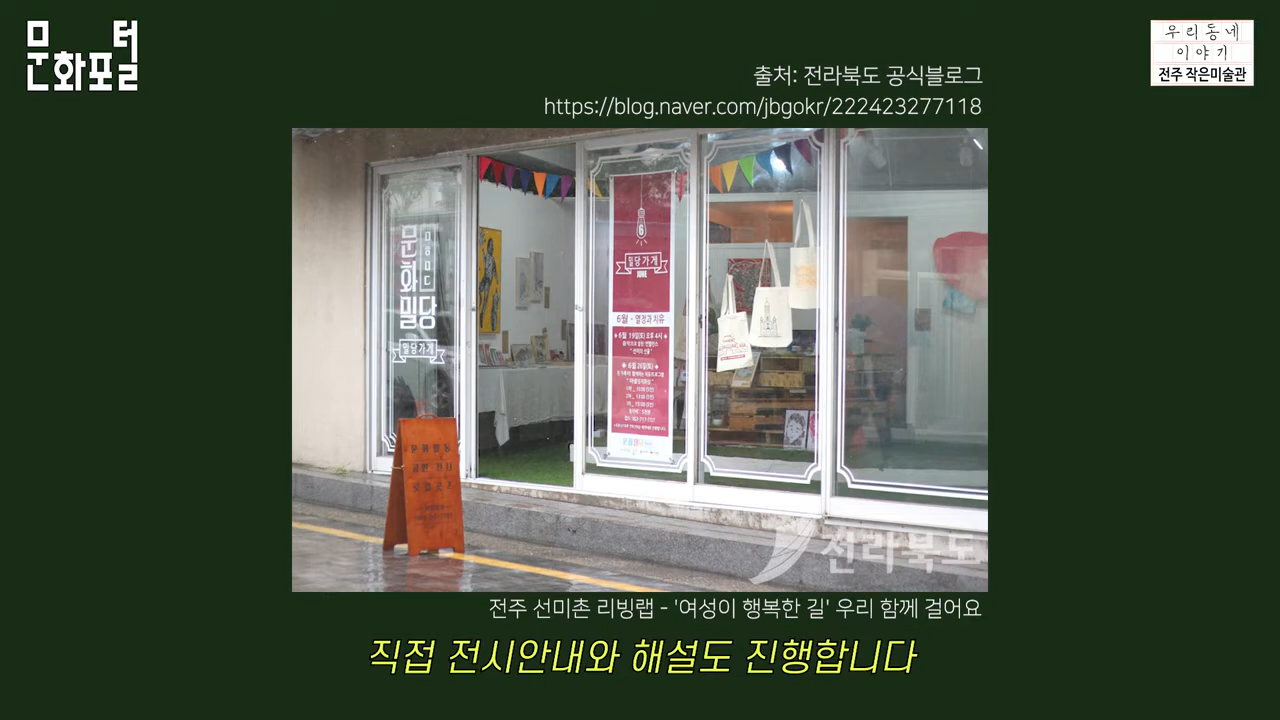 문화포털
우리동네
이야기
전주 작은미술관
출처: 전라북도 공식블로그
https://blog.naver.com/jbgokr/222423277118
문화
밀당
밀당가게
6
밀당가게
JUNE
6월 - 열정과 치유
전라북도
전주 선미촌 리빙랩 - '여성이 행복한 길' 우리 함께 걸어요
직접 전시안내와 해설도 진행합니다